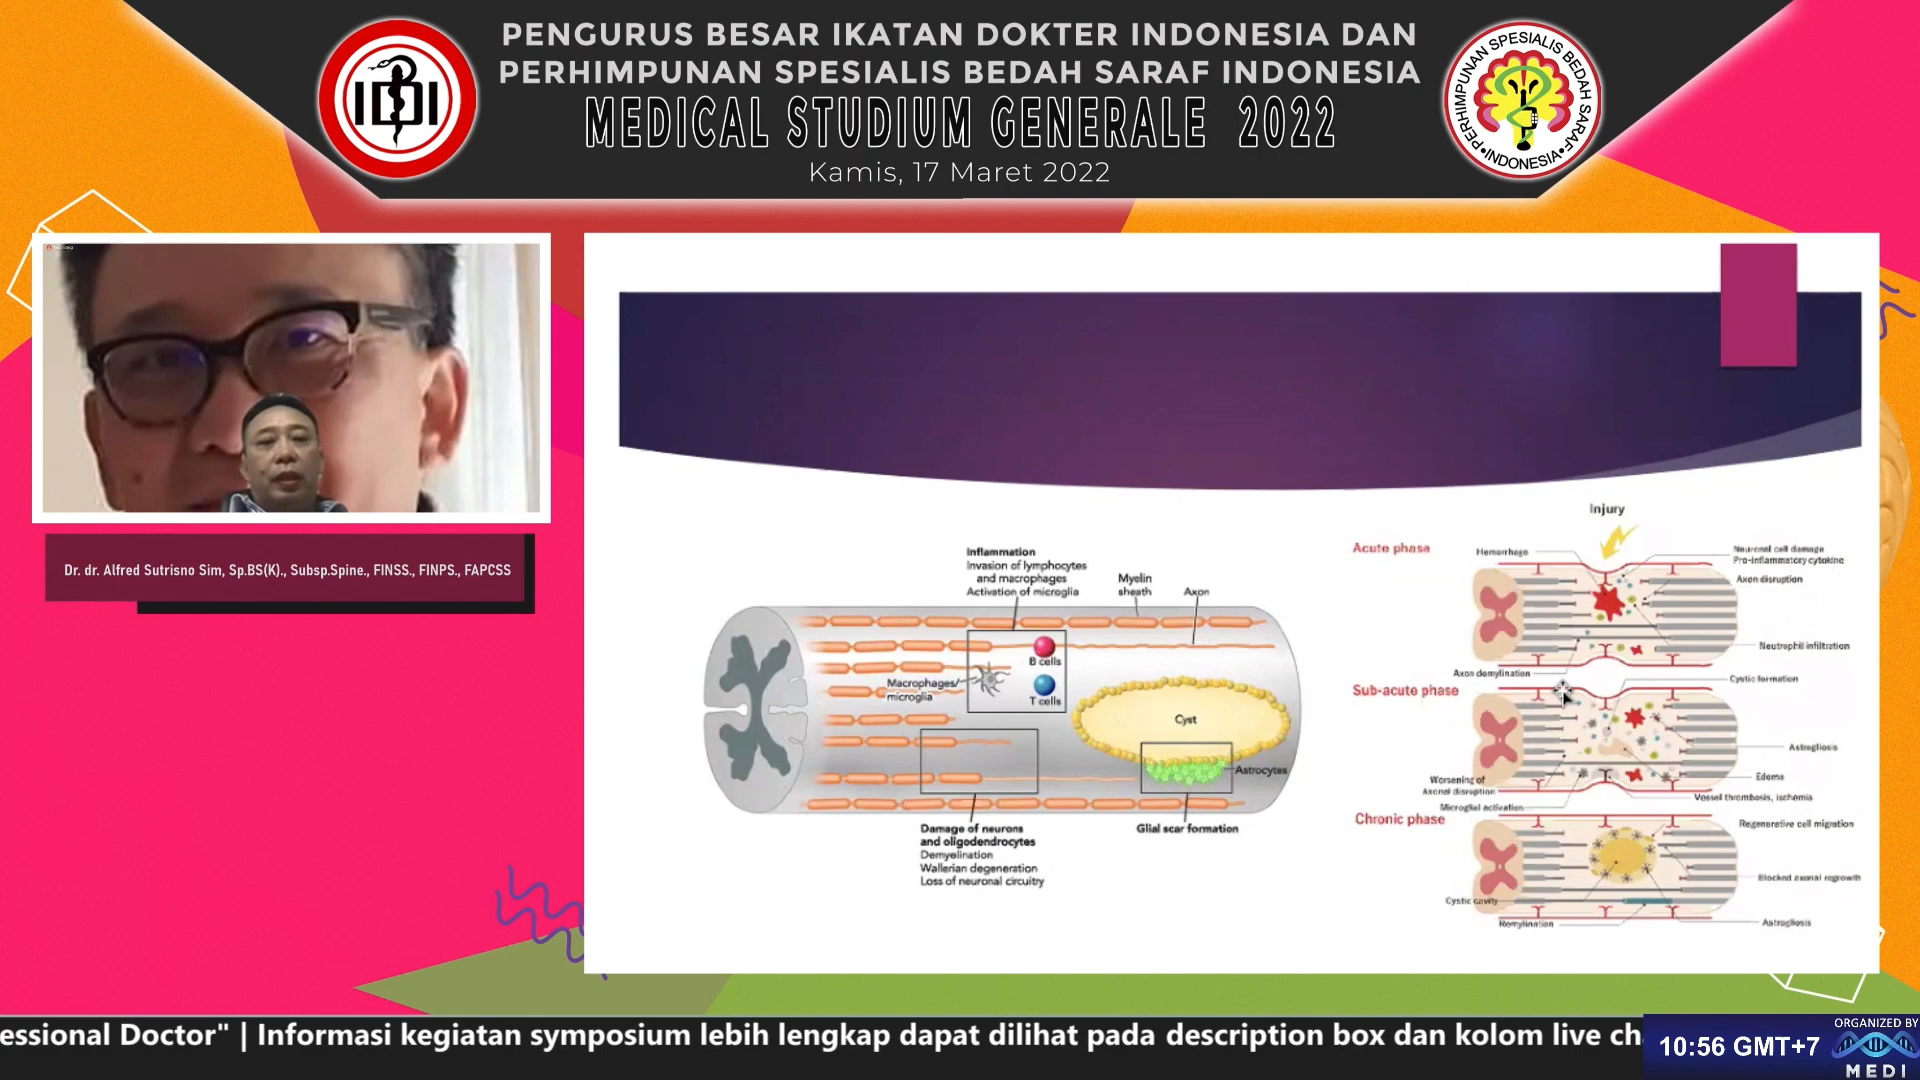 PENGURUS BESAR IKATAN DOKTER INDONESIA DAN
PERHIMPUNAN SPESIALIS BEDAH SARAF INDONESIA
MEDICAL STUDIUM GENERALE 2022
Kamis, 17 Maret 2022
IDI
PERHIMPUNAN SPESIALIS BEDAH SARAF
•INDONESIA•
Dr. dr. Alfred Sutrisno Sim, Sp.BS(K)., Subsp.Spine, FINSS., FINPS., FAPCSS
Inflammation
Invasion of lymphocytes
and macrophages
Activation of microglia
Myelin
sheath
Axon
B cells
Macrophages/
microglia
T cells
Cyst
Astrocytes
Damage of neurons
and oligodendrocytes
Demyelination
Wallerian degeneration
Loss of neuronal circuitry
Glial scar formation
Injury
Acute phase
Hemorrhage
Neuronal cell damage
Pro-inflammatory cytokine
Axon disruption
Neutrophil infiltration
Axon demylination
Sub-acute phase
Cystic formation
Astrogliosis
Worsening of
Axonal disruption
Edema
Vessel thrombosis, ischemia
Microglial activation
Chronic phase
Regenerative cell migration
Blocked axonal regrowth
Cystic cavity
Remylination
Astrogliosis
essional Doctor" | Informasi kegiatan symposium lebih lengkap dapat dilihat pada description box dan kolom live ch
10:56 GMT+7
ORGANIZED BY
MEDI